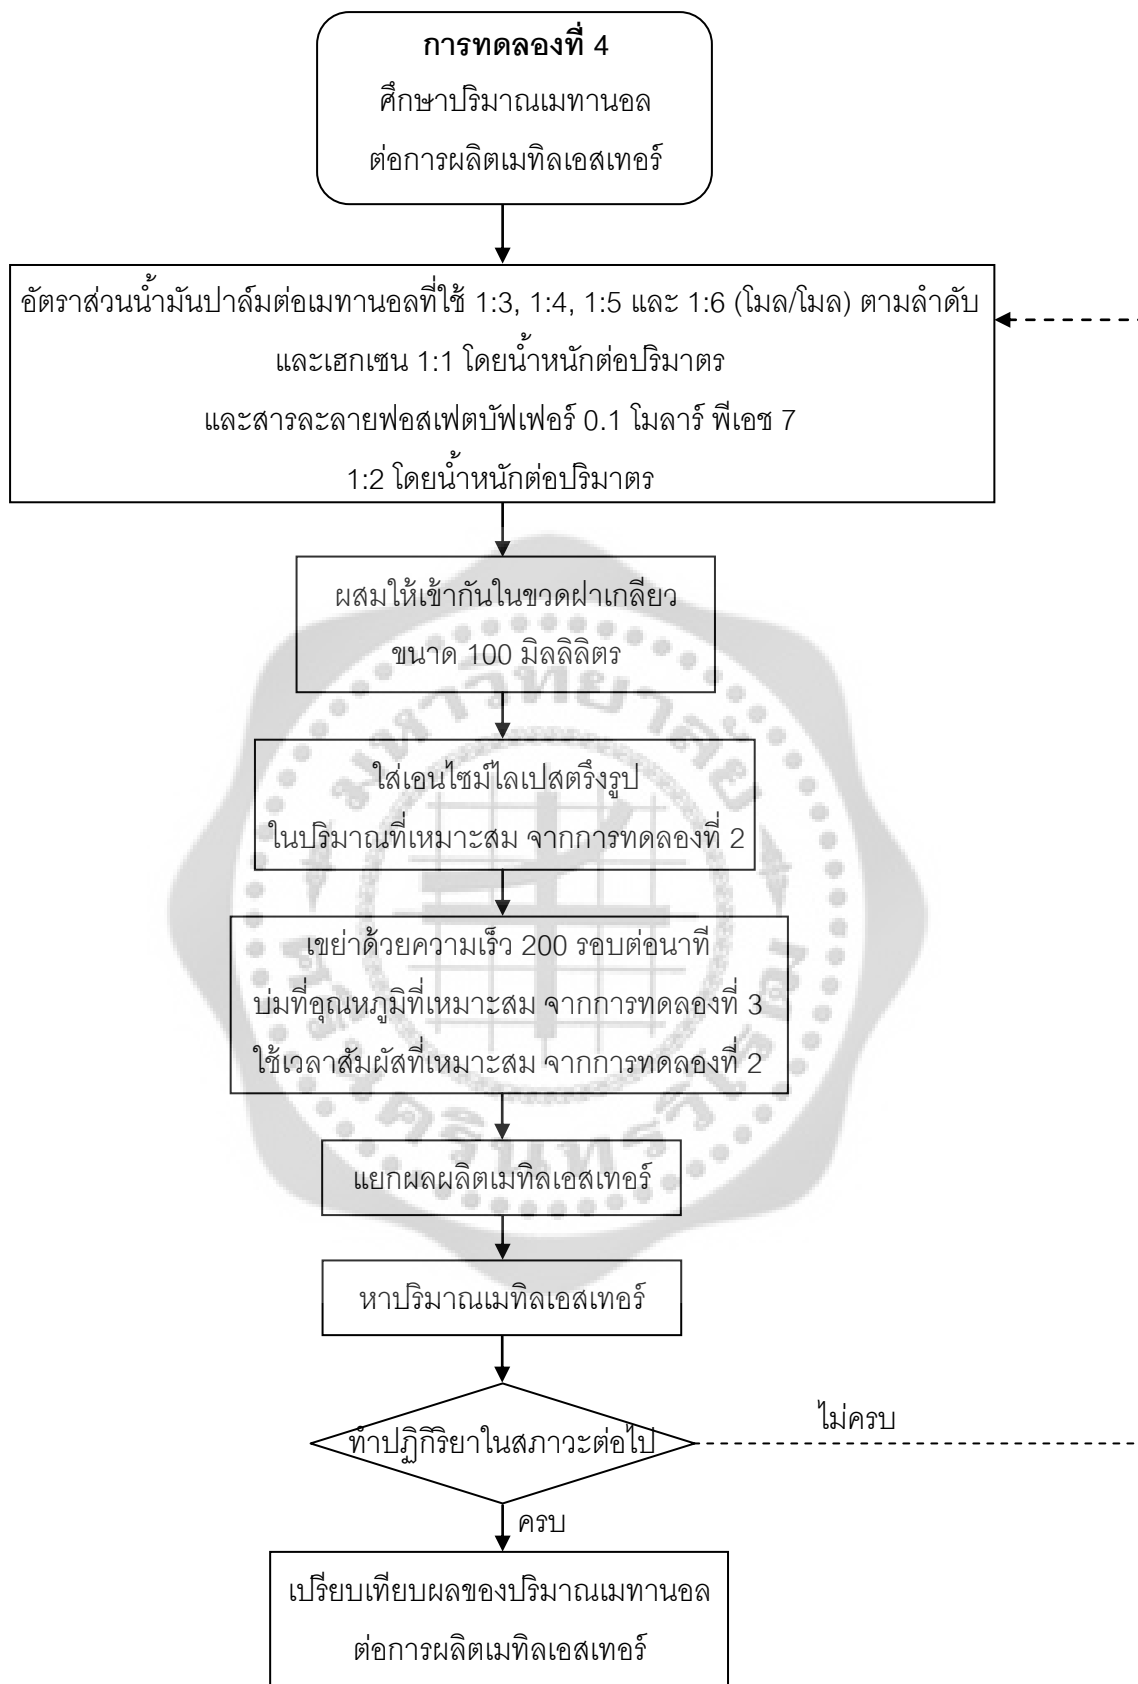 การทดลองที่ 4
ศึกษาปริมาณเมทานอล
ต่อการผลิตเมทิลเอสเทอร์
อัตราส่วนน้ำมันปาล์มต่อเมทานอลที่ใช้ 1:3, 1:4, 1:5 และ 1:6 (โมล/โมล) ตามลำดับ
และเฮกเซน 1:1 โดยน้ำหนักต่อปริมาตร
และสารละลายฟอสเฟตบัฟเฟอร์ 0.1 โมลาร์ พีเอช 7
1:2 โดยน้ำหนักต่อปริมาตร
ผสมให้เข้ากันในขวดฝาเกลียว
ขนาด 100 มิลลิลิตร
มหาวิทยาลัย
ใส่เอนไซม์ไลเปสตรึงรูป
ในปริมาณที่เหมาะสม จากการทดลองที่ 2
เขย่าด้วยความเร็ว 200 รอบต่อนาที
บ่มที่อุณหภูมิที่เหมาะสม จากการทดลองที่ 3
ใช้เวลาสัมผัสที่เหมาะสม จากการทดลองที่ 2
ศรีนครินทรวิโรฒ
แยกผลผลิตเมทิลเอสเทอร์
หาปริมาณเมทิลเอสเทอร์
ทำปฏิกิริยาในสภาวะต่อไป
ไม่ครบ
ครบ
เปรียบเทียบผลของปริมาณเมทานอล
ต่อการผลิตเมทิลเอสเทอร์